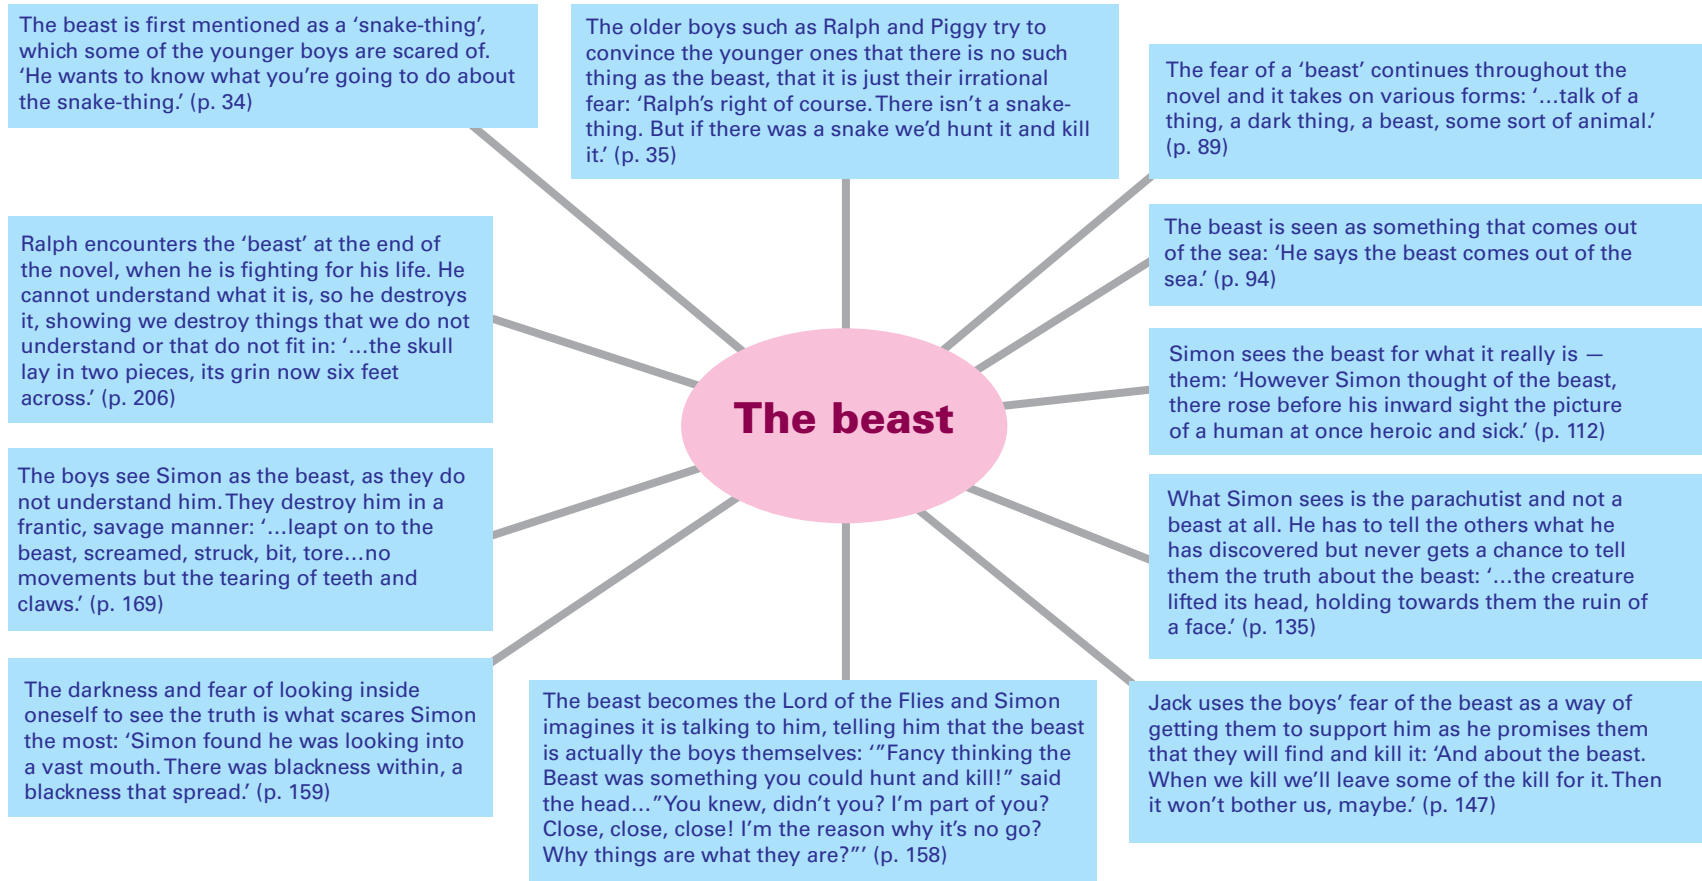 The beast is first mentioned as a ‘snake-thing’,
which some of the younger boys are scared of.
‘He wants to know what you’re going to do about
the snake-thing.’ (p. 34)
The older boys such as Ralph and Piggy try to
convince the younger ones that there is no such
thing as the beast, that it is just their irrational
fear: ‘Ralph’s right of course. There isn’t a snake-
thing. But if there was a snake we’d hunt it and kill
it.’ (p. 35)
The fear of a ‘beast’ continues throughout the
novel and it takes on various forms: ‘…talk of a
thing, a dark thing, a beast, some sort of animal.’
(p. 89)
The beast is seen as something that comes out
of the sea: ‘He says the beast comes out of the
sea.’ (p. 94)
Simon sees the beast for what it really is —
them: ‘However Simon thought of the beast,
there rose before his inward sight the picture
of a human at once heroic and sick.’ (p. 112)
What Simon sees is the parachutist and not a
beast at all. He has to tell the others what he
has discovered but never gets a chance to tell
them the truth about the beast: ‘…the creature
lifted its head, holding towards them the ruin of
a face.’ (p. 135)
Jack uses the boys’ fear of the beast as a way of
getting them to support him as he promises them
that they will find and kill it: ‘And about the beast.
When we kill we’ll leave some of the kill for it. Then
it won’t bother us, maybe.’ (p. 147)
The beast becomes the Lord of the Flies and Simon
imagines it is talking to him, telling him that the beast
is actually the boys themselves: ‘”Fancy thinking the
Beast was something you could hunt and kill!” said
the head…”You knew, didn’t you? I’m part of you?
Close, close, close! I’m the reason why it’s no go?
Why things are what they are?”’ (p. 158)
The darkness and fear of looking inside
oneself to see the truth is what scares Simon
the most: ‘Simon found he was looking into
a vast mouth. There was blackness within, a
blackness that spread.’ (p. 159)
The boys see Simon as the beast, as they do
not understand him. They destroy him in a
frantic, savage manner: ‘…leapt on to the
beast, screamed, struck, bit, tore…no
movements but the tearing of teeth and
claws.’ (p. 169)
Ralph encounters the ‘beast’ at the end of
the novel, when he is fighting for his life. He
cannot understand what it is, so he destroys
it, showing we destroy things that we do not
understand or that do not fit in: ‘…the skull
lay in two pieces, its grin now six feet
across.’ (p. 206)
The beast